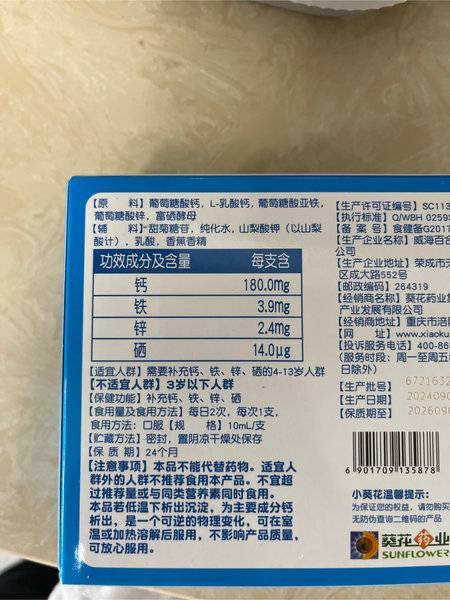 【原 料】葡萄糖酸钙，L-乳酸钙，葡萄糖酸亚铁，
葡萄糖酸锌，富硒酵母
【辅 料】*甜菊糖苷，纯化水，山梨酸钾（以山梨
酸计），乳酸，香蕉香精
功效成分及含量 每支含
钙 180.0mg
铁 3.9mg
锌 2.4mg
硒 14.0μg
【适宜人群】需要补充钙、铁、锌、硒的4-13岁人群
【不适宜人群】3岁以下人群
【保健功能】补充钙、铁、锌、硒
【食用量及食用方法】每日2次，每次1支，
食用方法：口服【规 格】10mL/支
【贮藏方法】密封，置阴凉干燥处保存
【保 质 期】24个月
【注意事项】本品不能代替药物。适宜人
群外的人群不推荐食用本产品。不宜超
过推荐量或与同类营养素同时食用。
本品若低温下析出沉淀，为主要成分钙
析出，是一个可逆的物理变化，可在室
温或加热溶解后服用，不影响产品质量，
可放心服用。
【生产许可证编号】SC113
【执行标准】Q/WBH 0259S
【备 案 号】食健备G2017
【生产企业名称】威海百合
公司
【生产企业地址】荣成市天
区成大路552号
【邮政编码】264319
【经销商名称】葵花药业
产业发展有限公司
【经销商地址】重庆市涪陵
【网 址】www.xiaoku
【投诉服务电话】400-86
(服务时段：周一至周五
日除外)
【生产批号】 6721632
【生产日期】 2024090
【保质期至】 2026090
6 901709 135878
小葵花温馨提示：
为保证您的权益，请勿购买
无防伪查询二维码的产品
葵花药业
SUNFLOWER